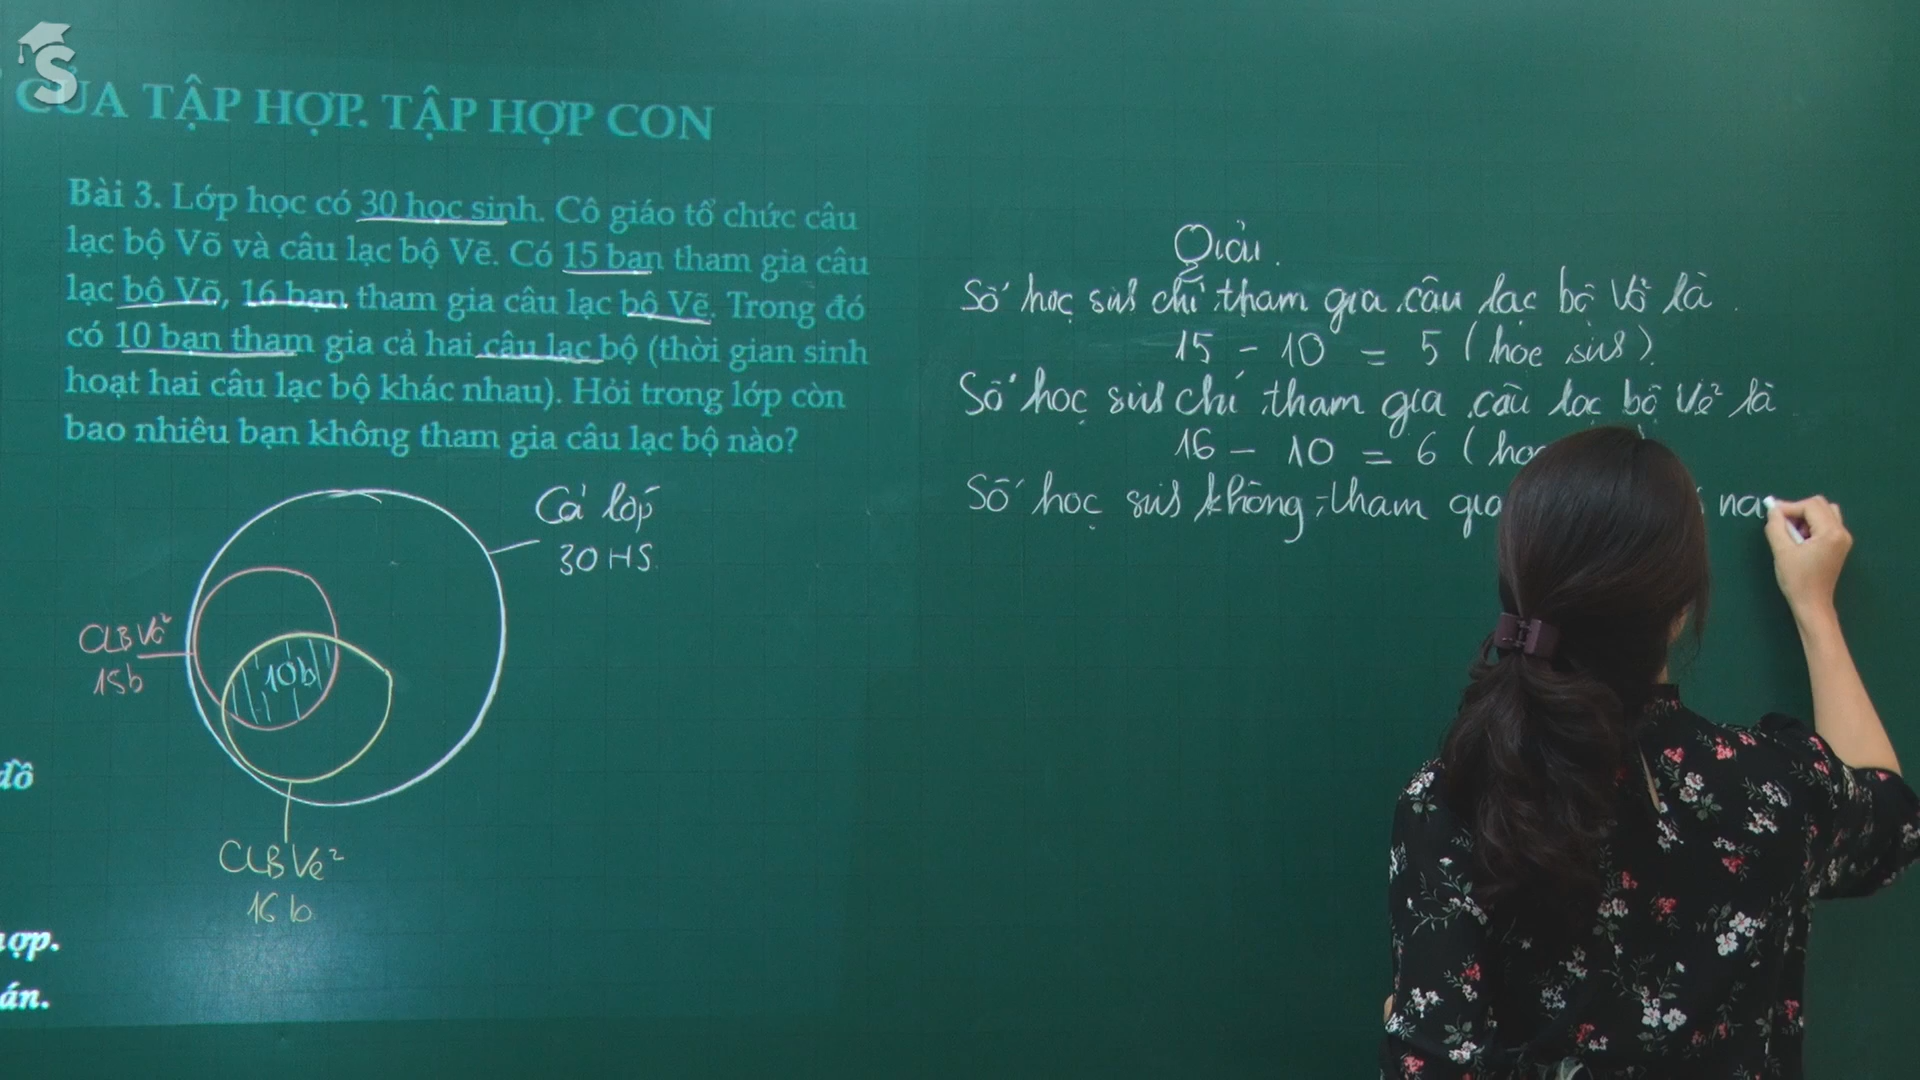 S
CỦA TẬP HỢP. TẬP HỢP CON
Bài 3. Lớp học có 30 học sinh. Cô giáo tổ chức câu
lạc bộ Võ và câu lạc bộ Vẽ. Có 15 bạn tham gia câu
lạc bộ Võ, 16 bạn tham gia câu lạc bộ Vẽ. Trong đó
có 10 bạn tham gia cả hai câu lạc bộ (thời gian sinh
hoạt hai câu lạc bộ khác nhau). Hỏi trong lớp còn
bao nhiêu bạn không tham gia câu lạc bộ nào?
Cả lớp
30 HS
CLB Võ
15b
10b
CLB Vẽ
16 b
đồ
ợp.
án.
Giải
Số học sinh chỉ tham gia câu lạc bộ Võ là
15 - 10 = 5 (học sinh).
Số học sinh chỉ tham gia câu lạc bộ Vẽ là
16 - 10 = 6 (học
Số học sinh không tham gia